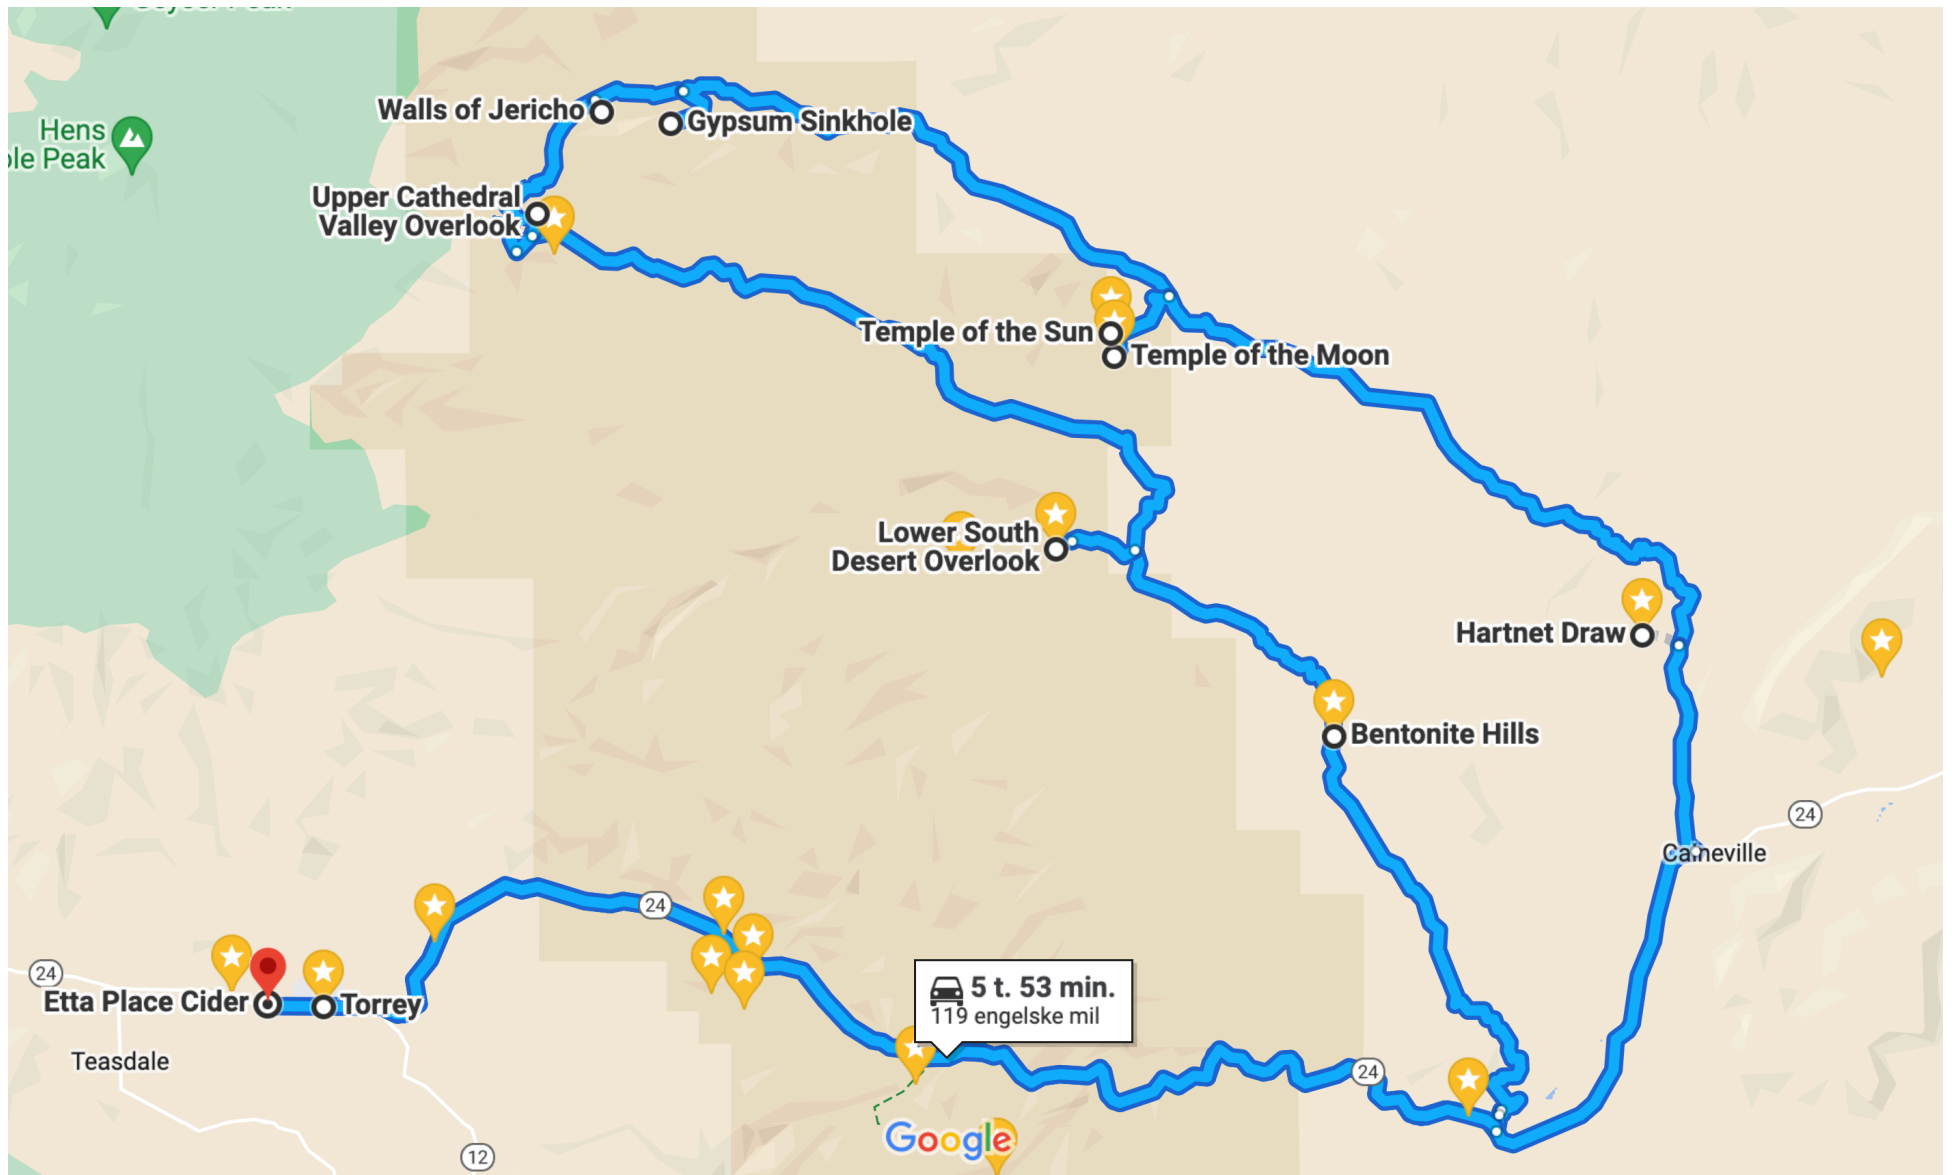 Walls of Jericho
Gypsum Sinkhole
Hens
ole Peak
Upper Cathedral
Valley Overlook
Temple of the Sun
Temple of the Moon
Lower South
Desert Overlook
Hartnet Draw
Bentonite Hills
24
Caineville
24
24
Etta Place Cider
Torrey
5 t. 53 min.
119 engelske mil
Teasdale
24
Google
12